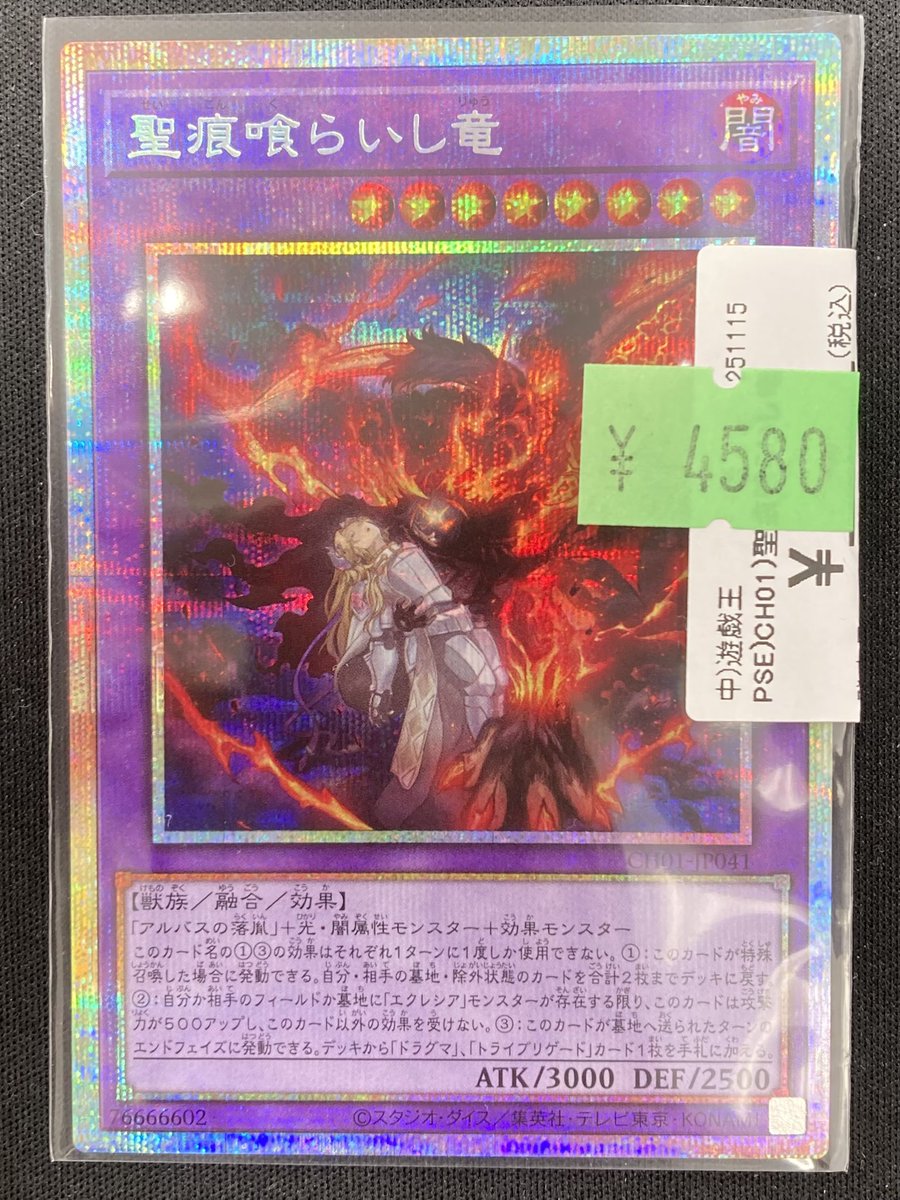 せい こん く りゅう
聖痕喰らいし竜
やみ
闇
251115
(税込)
¥ 4580
中)遊戯王
PSE)CH01)聖
¥
CH01-JP041
【獣族／融合／効果】
「アルバスの落胤」＋光・闇属性モンスター＋効果モンスター
このカード名の①③の効果はそれぞれ1ターンに1度しか使用できない。①：このカードが特殊
召喚した場合に発動できる。自分・相手の墓地・除外状態のカードを合計2枚までデッキに戻す。
②：自分か相手のフィールドか墓地に「エクレシア」モンスターが存在する限り、このカードは攻撃
力が500アップし、このカード以外の効果を受けない。③：このカードが墓地へ送られたターンの
エンドフェイズに発動できる。デッキから「ドラグマ」、「トライブリゲード」カード1枚を手札に加える。
ATK/3000 DEF/2500
76666602
©スタジオ・ダイス／集英社・テレビ東京・KONAMI